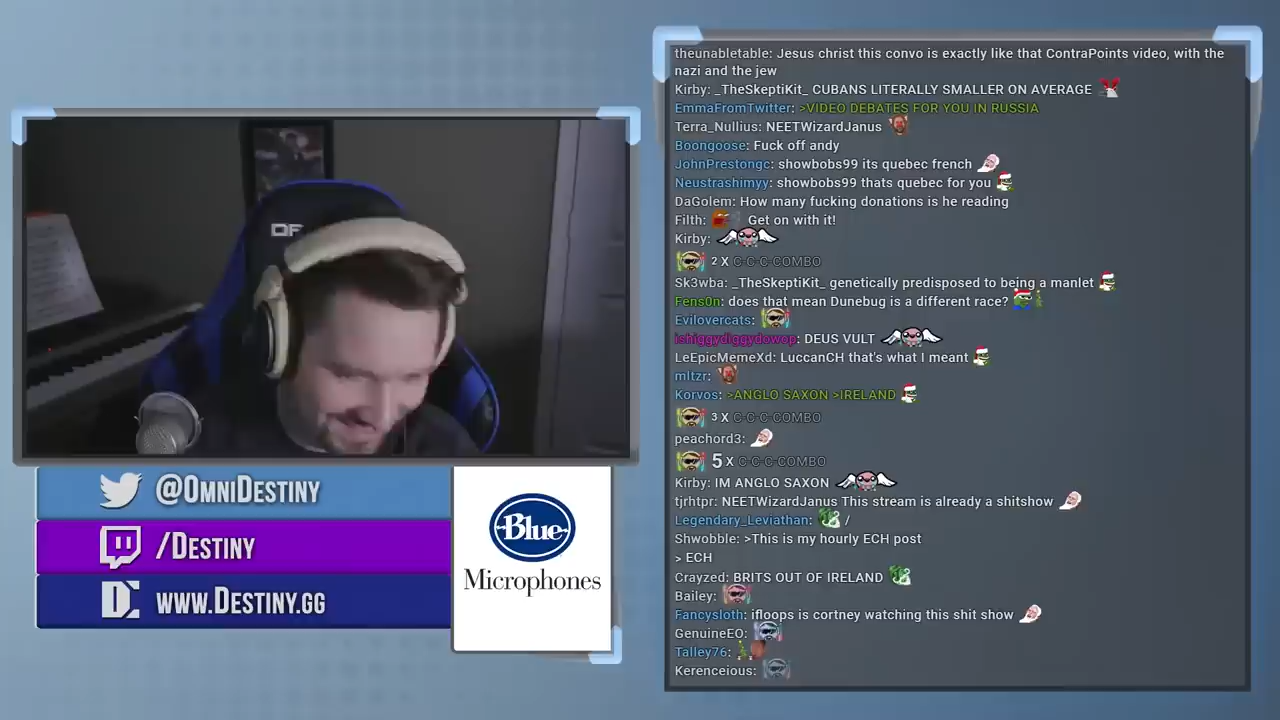 theunabletable: Jesus christ this convo is exactly like that ContraPoints video, with the
nazi and the jew
Kirby: _TheSkeptiKit_ CUBANS LITERALLY SMALLER ON AVERAGE
EmmaFromTwitter: >VIDEO DEBATES FOR YOU IN RUSSIA
Terra_Nullius: NEETWizardJanus
Boongoose: Fuck off andy
JohnPrestongc: showbobs99 its quebec french
Neustrashimyy: showbobs99 thats quebec for you
DaGolem: How many fucking donations is he reading
Filth: Get on with it!
Kirby:
2 X C-C-C-COMBO
Sk3wba: _TheSkeptiKit_ genetically predisposed to being a manlet
Fens0n: does that mean Dunebug is a different race?
Evilovercats:
ishiggydiggydowop: DEUS VULT
LeEpicMemeXd: LuccanCH that's what I meant
mltzr:
Korvos: >ANGLO SAXON >IRELAND
3 X C-C-C-COMBO
peachord3:
5 X C-C-C-COMBO
Kirby: IM ANGLO SAXON
tjrhtpr: NEETWizardJanus This stream is already a shitshow
Legendary_Leviathan: /
Shwobble: >This is my hourly ECH post
> ECH
Crayzed: BRITS OUT OF IRELAND
Bailey:
Fancysloth: ifloops is cortney watching this shit show
GenuineEO:
Talley76:
Kerenceious:
@OmniDestiny
/Destiny
www.Destiny.gg
Blue
Microphones